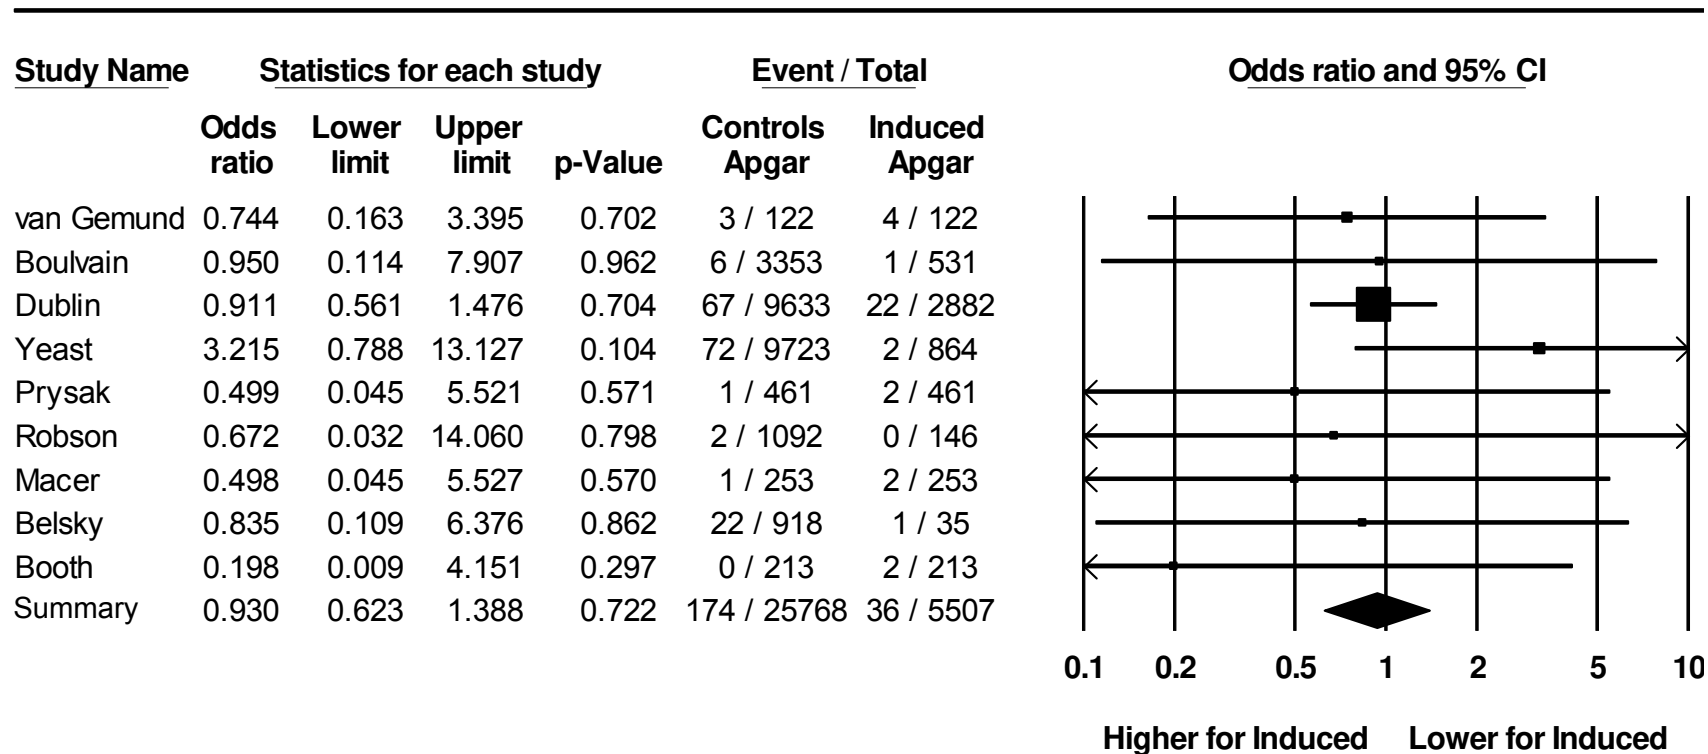 Study Name Statistics for each study Event / Total Odds ratio and 95% CI
Odds Lower Upper Controls Induced
ratio limit limit p-Value Apgar Apgar
van Gemund 0.744 0.163 3.395 0.702 3 / 122 4 / 122
Boulvain 0.950 0.114 7.907 0.962 6 / 3353 1 / 531
Dublin 0.911 0.561 1.476 0.704 67 / 9633 22 / 2882
Yeast 3.215 0.788 13.127 0.104 72 / 9723 2 / 864
Prysak 0.499 0.045 5.521 0.571 1 / 461 2 / 461
Robson 0.672 0.032 14.060 0.798 2 / 1092 0 / 146
Macer 0.498 0.045 5.527 0.570 1 / 253 2 / 253
Belsky 0.835 0.109 6.376 0.862 22 / 918 1 / 35
Booth 0.198 0.009 4.151 0.297 0 / 213 2 / 213
Summary 0.930 0.623 1.388 0.722 174 / 25768 36 / 5507
0.1 0.2 0.5 1 2 5 10
Higher for Induced Lower for Induced